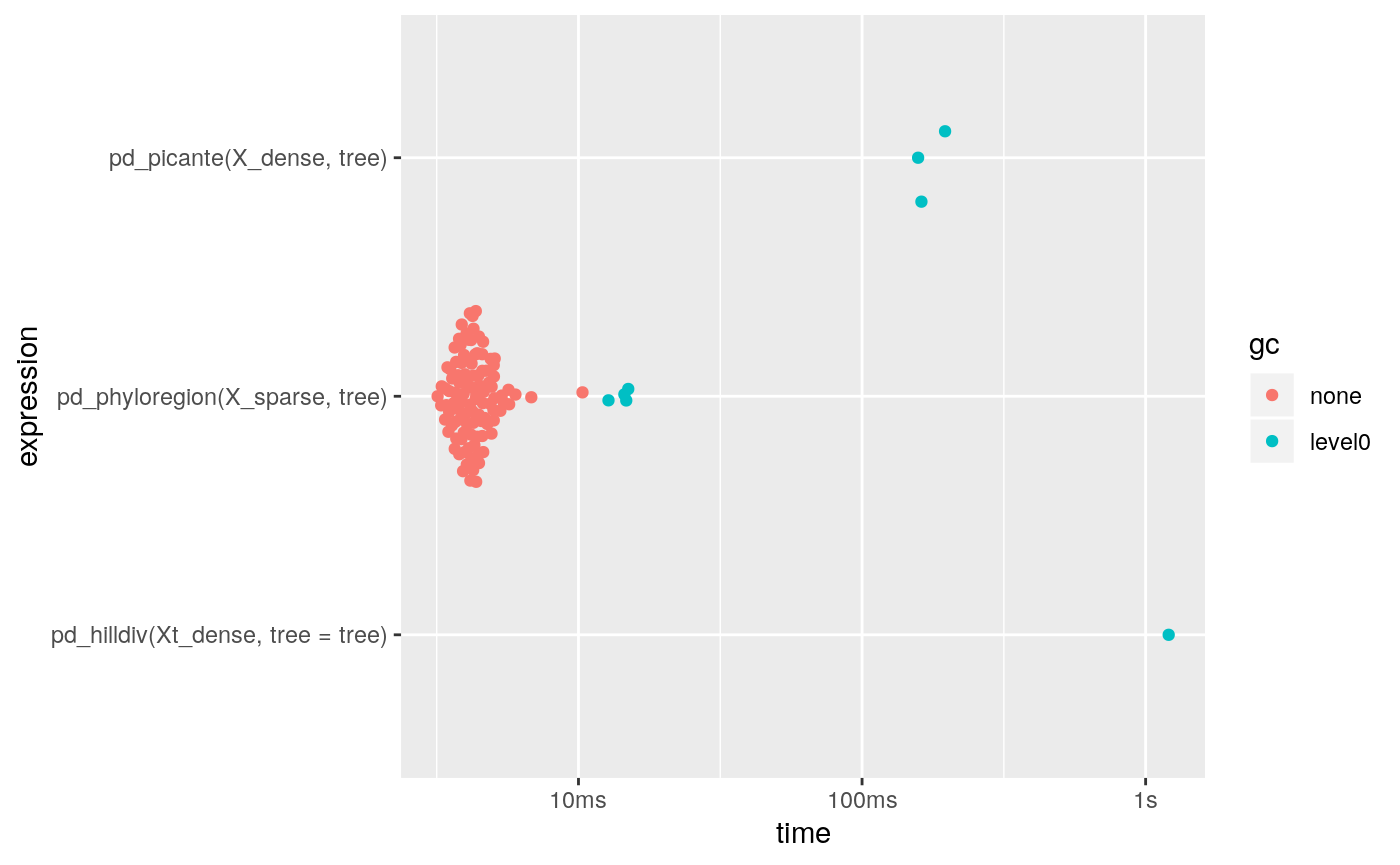 pd_picante(X_dense, tree)
pd_phyloregion(X_sparse, tree)
pd_hilldiv(Xt_dense, tree = tree)
expression
10ms
100ms
1s
time
gc
none
level0